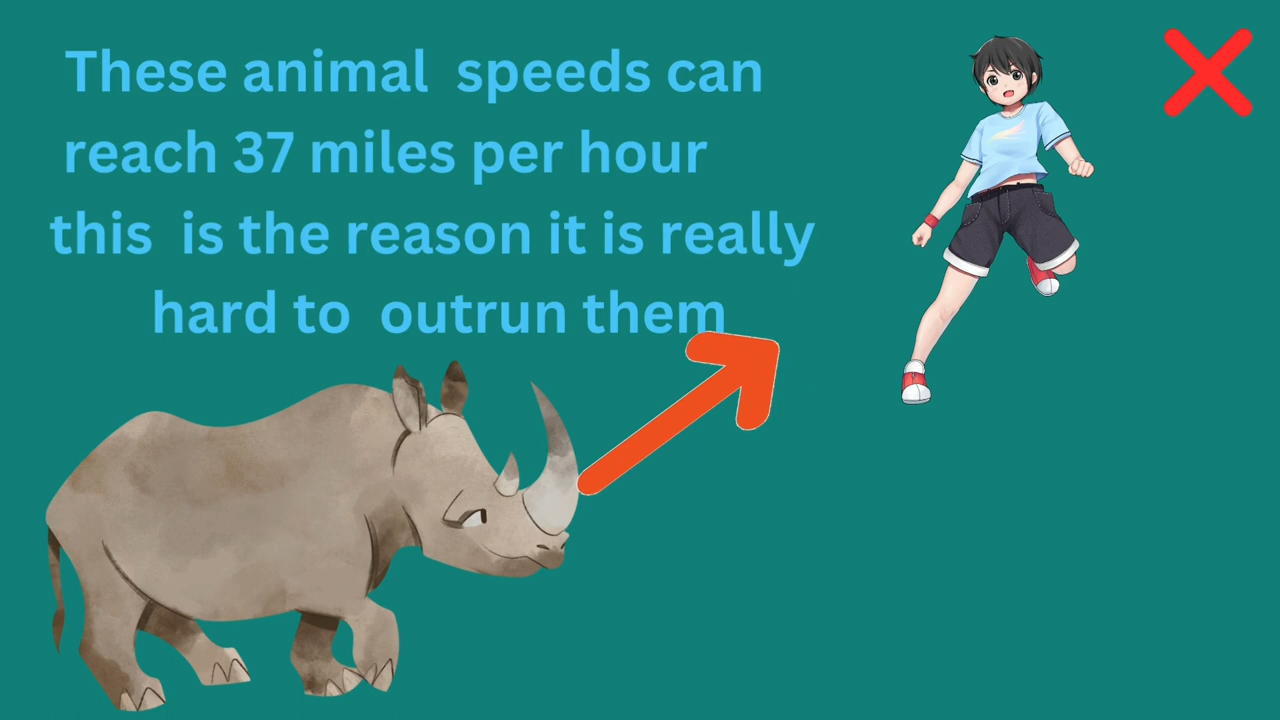 These animal speeds can
reach 37 miles per hour
this is the reason it is really
hard to outrun them